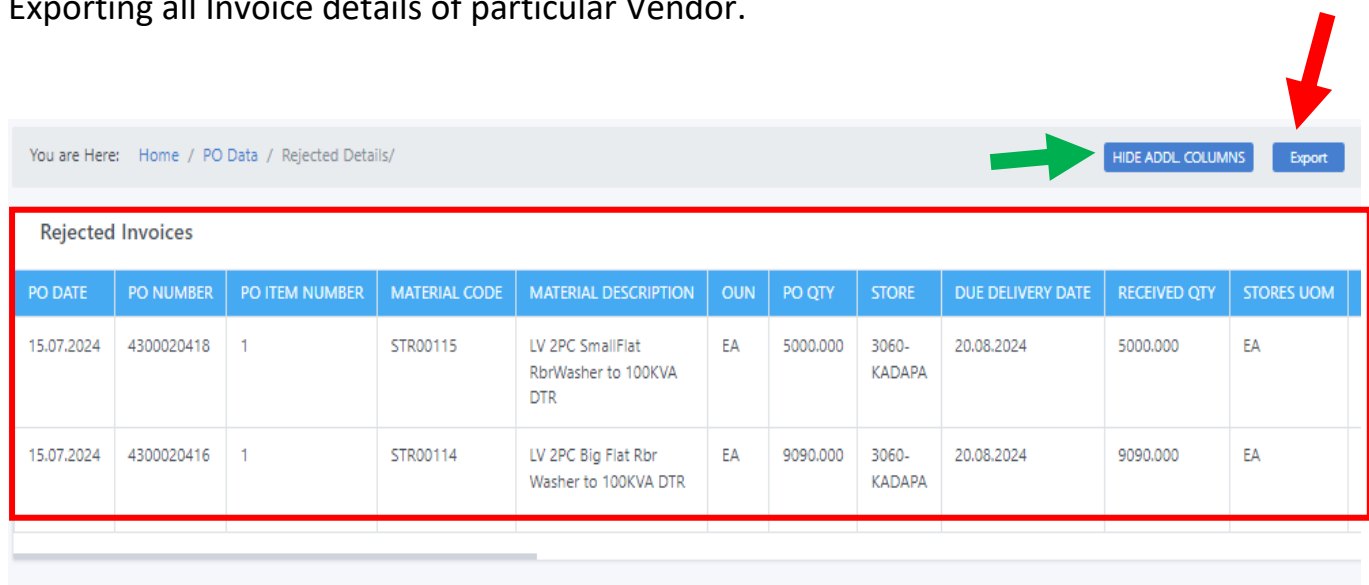 Exporting all Invoice details of particular Vendor.
You are Here: Home / PO Data / Rejected Details/ HIDE ADDL. COLUMNS Export
Rejected Invoices
PO DATE PO NUMBER PO ITEM NUMBER MATERIAL CODE MATERIAL DESCRIPTION OUN PO QTY STORE DUE DELIVERY DATE RECEIVED QTY STORES UOM
15.07.2024 4300020418 1 STR00115 LV 2PC SmallFlat EA 5000.000 3060- 20.08.2024 5000.000 EA
RbrWasher to 100KVA KADAPA
DTR
15.07.2024 4300020416 1 STR00114 LV 2PC Big Flat Rbr EA 9090.000 3060- 20.08.2024 9090.000 EA
Washer to 100KVA DTR KADAPA